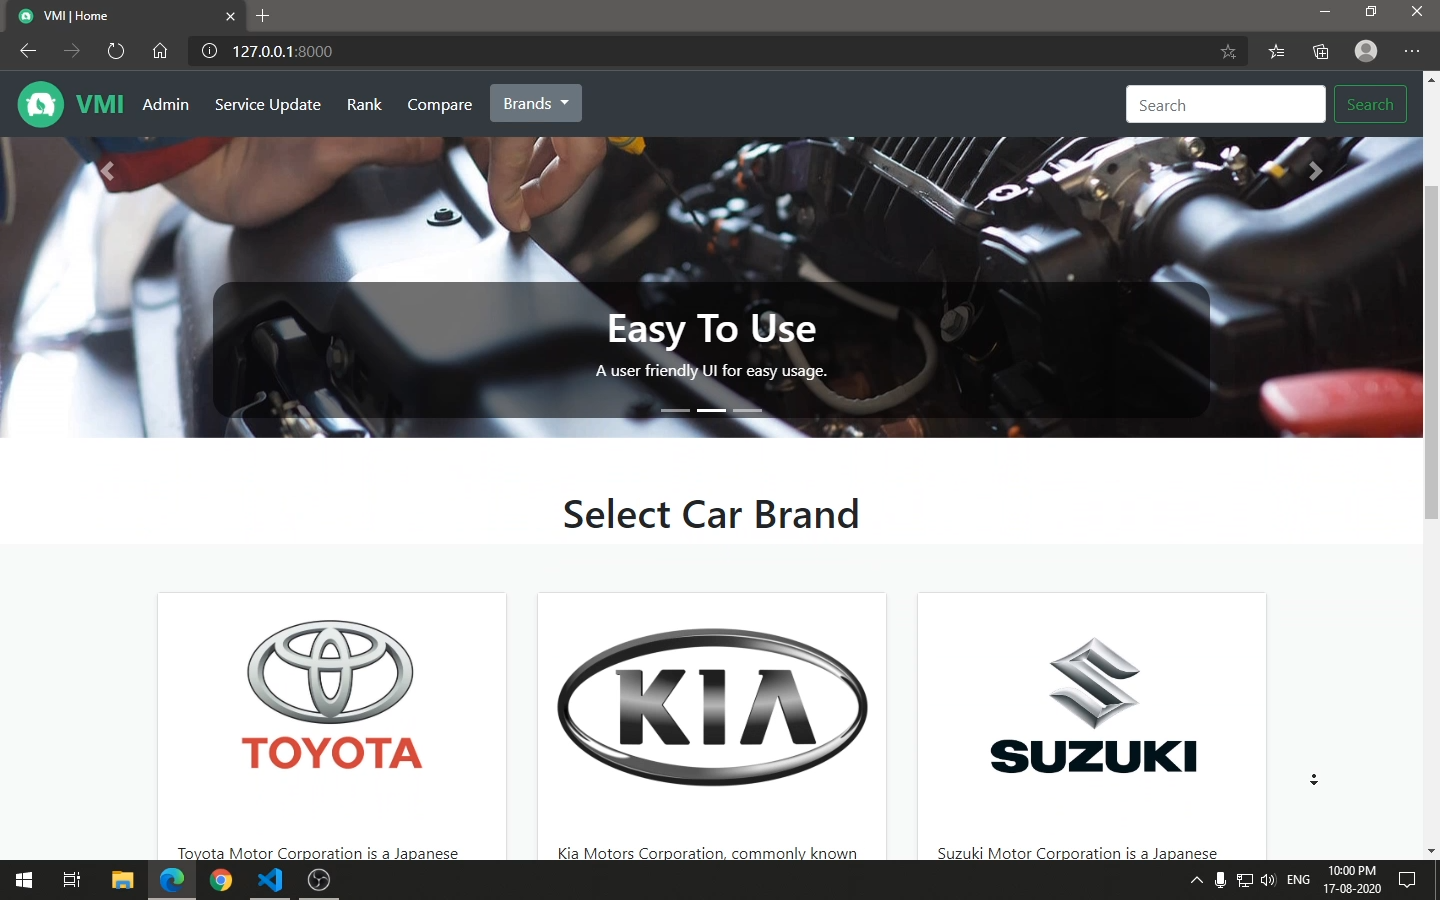 VMI | Home
127.0.0.1:8000
VMI Admin Service Update Rank Compare Brands Search Search
Easy To Use
A user friendly UI for easy usage.
Select Car Brand
TOYOTA
KIA
SUZUKI
Toyota Motor Corporation is a Japanese
Kia Motors Corporation, commonly known
Suzuki Motor Corporation is a Japanese
ENG
10:00 PM
17-08-2020